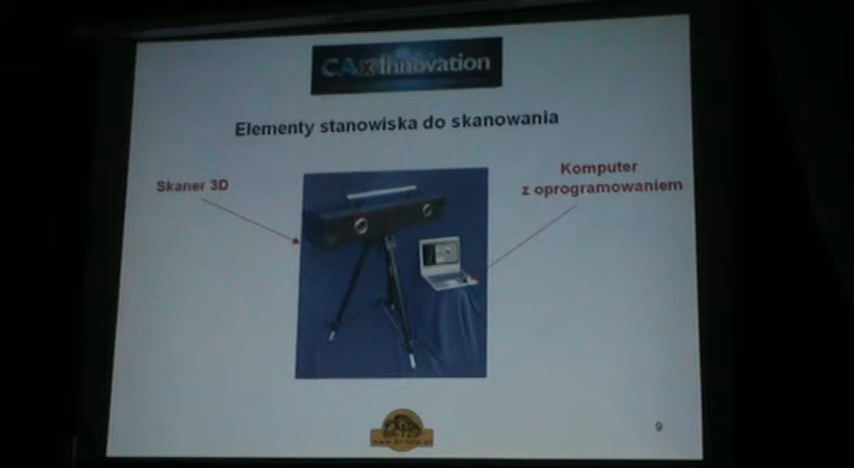 CAx Innovation
Elementy stanowiska do skanowania
Skaner 3D
Komputer
z oprogramowaniem
9